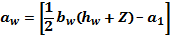 a_w = [1/2 b_w(h_w + Z) - a_1]